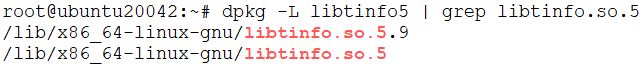 root@ubuntu20042:~# dpkg -L libtinfo5 | grep libtinfo.so.5
/lib/x86_64-linux-gnu/libtinfo.so.5.9
/lib/x86_64-linux-gnu/libtinfo.so.5